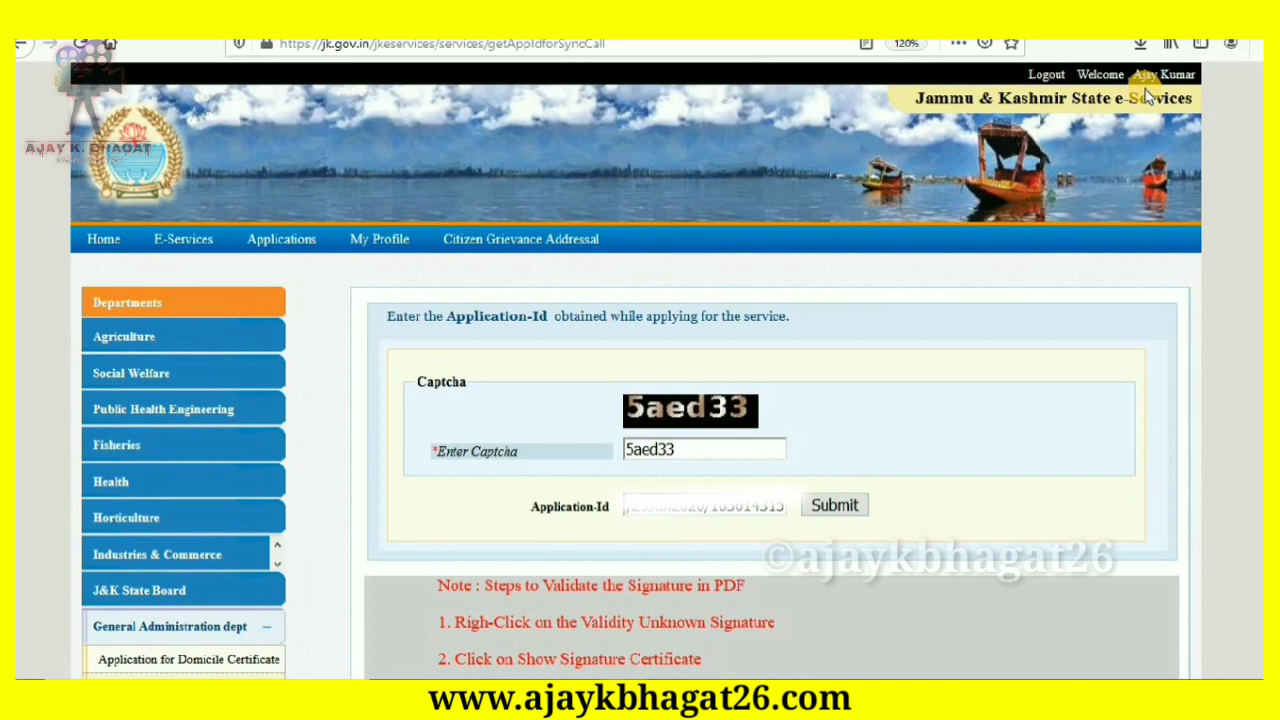 https://jk.gov.in/jkeservices/services/getAppIdforSyncCall
120%
Logout Welcome Ajay Kumar
Jammu & Kashmir State e-Services
AJAY K. BHAGAT
Home E-Services Applications My Profile Citizen Grievance Addressal
Departments
Agriculture
Social Welfare
Public Health Engineering
Fisheries
Health
Horticulture
Industries & Commerce
J&K State Board
General Administration dept
Application for Domicile Certificate
Enter the Application-Id obtained while applying for the service.
Captcha
5aed33
*Enter Captcha 5aed33
Application-Id Submit
©ajaykbhagat26
Note : Steps to Validate the Signature in PDF
1. Righ-Click on the Validity Unknown Signature
2. Click on Show Signature Certificate
www.ajaykbhagat26.com